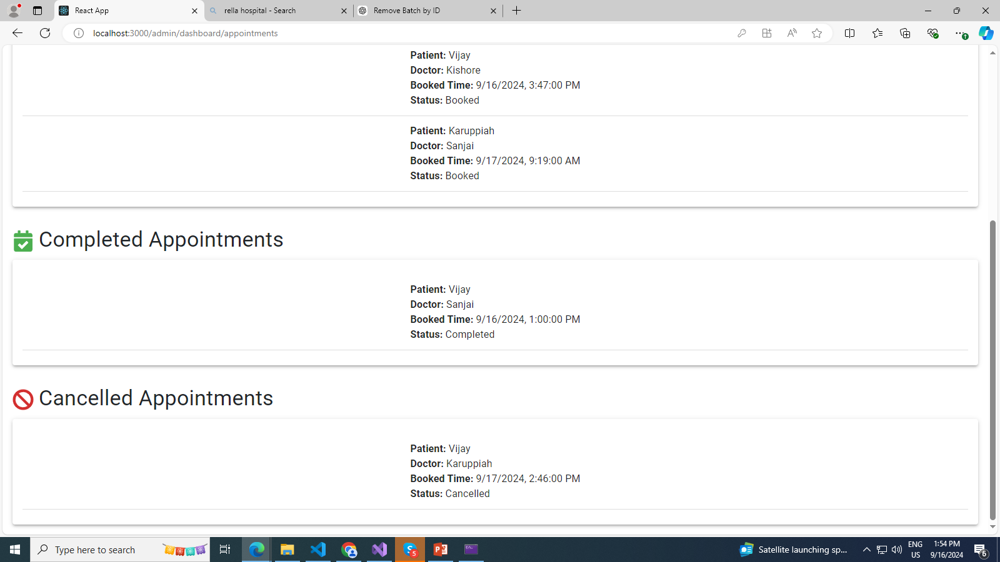 React App
rella hospital - Search
Remove Batch by ID
localhost:3000/admin/dashboard/appointments
Patient: Vijay
Doctor: Kishore
Booked Time: 9/16/2024, 3:47:00 PM
Status: Booked
Patient: Karuppiah
Doctor: Sanjai
Booked Time: 9/17/2024, 9:19:00 AM
Status: Booked
Completed Appointments
Patient: Vijay
Doctor: Sanjai
Booked Time: 9/16/2024, 1:00:00 PM
Status: Completed
Cancelled Appointments
Patient: Vijay
Doctor: Karuppiah
Booked Time: 9/17/2024, 2:46:00 PM
Status: Cancelled
Type here to search
5
Satellite launching sp...
ENG
US
1:54 PM
9/16/2024
6